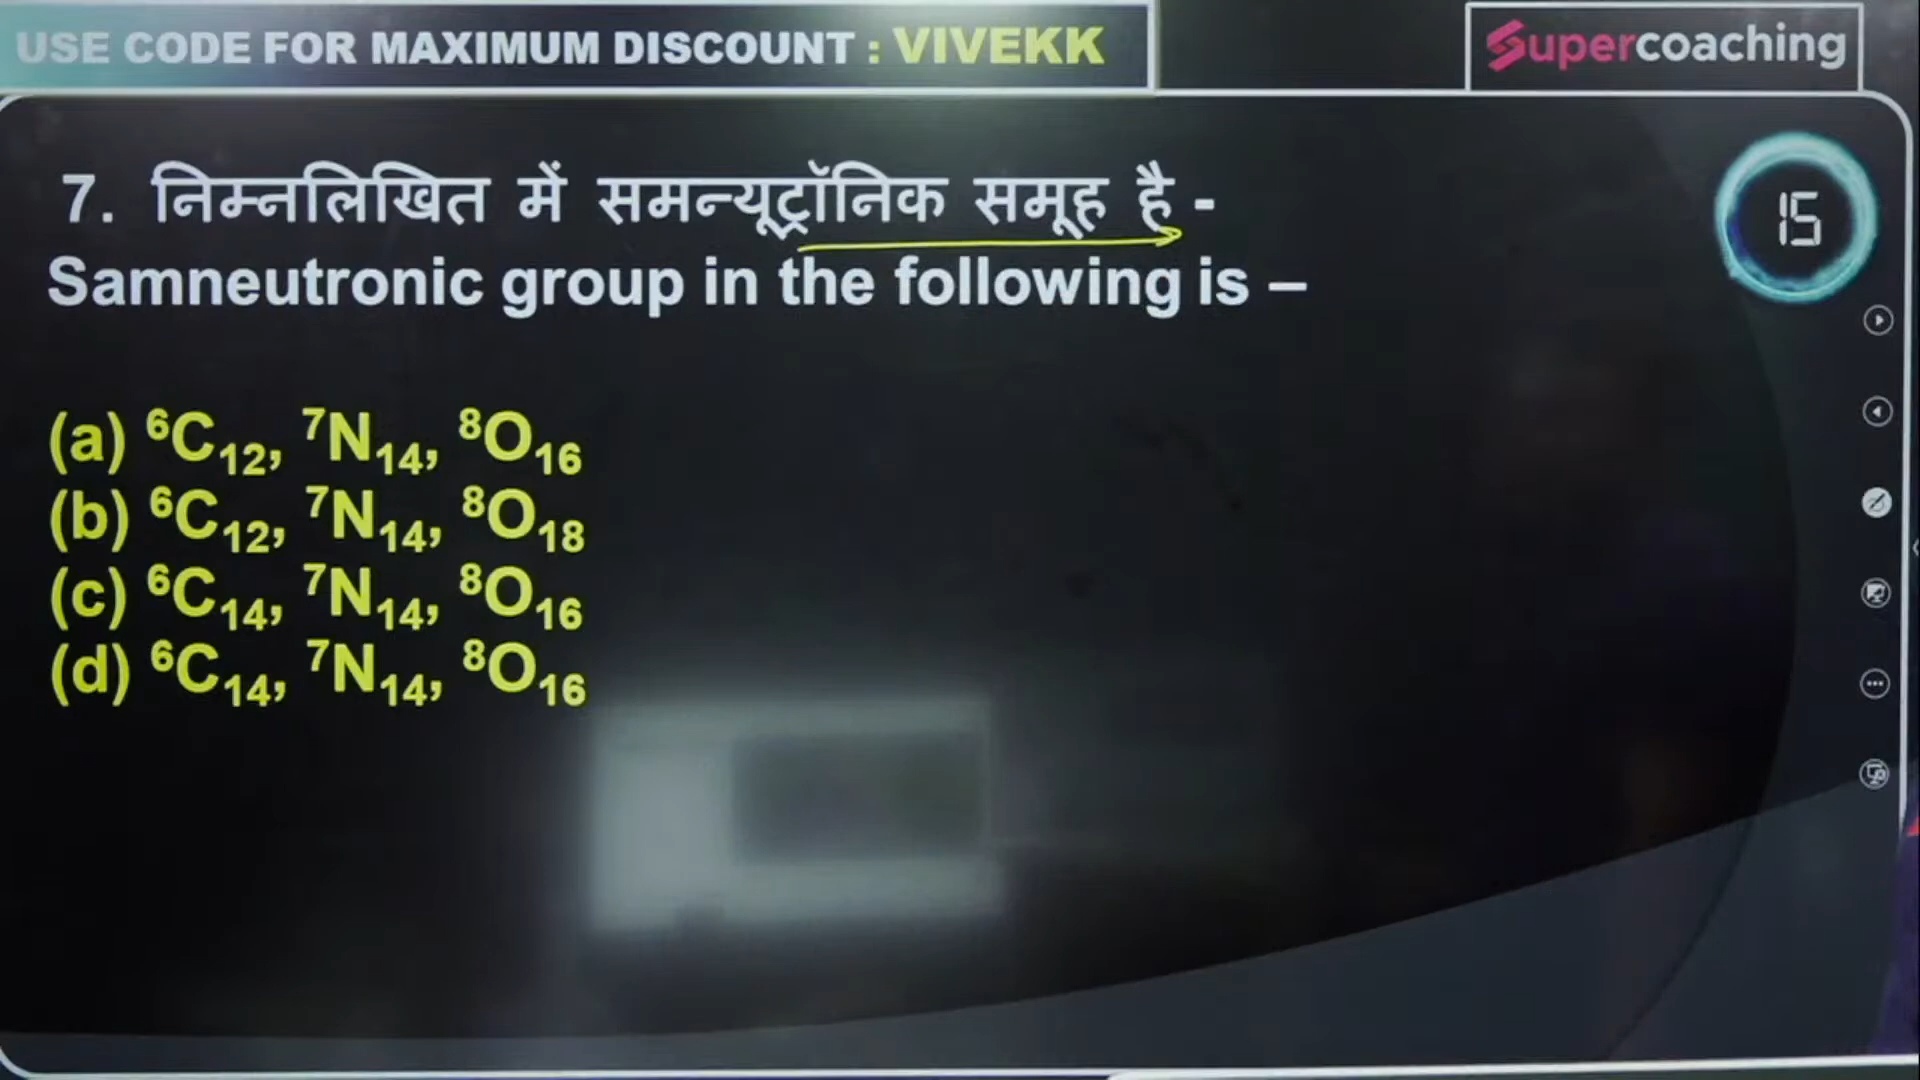 USE CODE FOR MAXIMUM DISCOUNT : VIVEKK
Supercoaching
15
7. निम्नलिखित में समन्यूट्रॉनिक समूह है -
Samneutronic group in the following is –
(a) ⁶C₁₂, ⁷N₁₄, ⁸O₁₆
(b) ⁶C₁₂, ⁷N₁₄, ⁸O₁₈
(c) ⁶C₁₄, ⁷N₁₄, ⁸O₁₆
(d) ⁶C₁₄, ⁷N₁₄, ⁸O₁₆